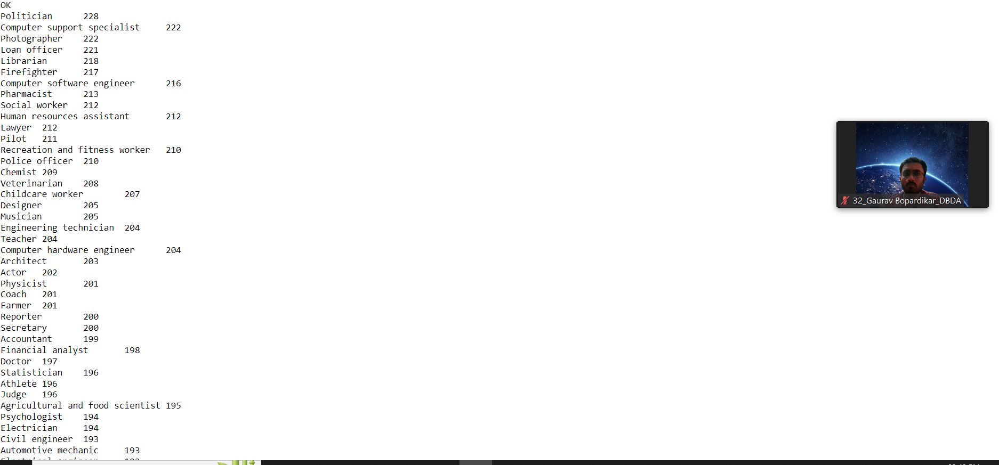 OK
Politician 228
Computer support specialist 222
Photographer 222
Loan officer 221
Librarian 218
Firefighter 217
Computer software engineer 216
Pharmacist 213
Social worker 212
Human resources assistant 212
Lawyer 212
Pilot 211
Recreation and fitness worker 210
Police officer 210
Chemist 209
Veterinarian 208
Childcare worker 207
Designer 205
Musician 205
Engineering technician 204
Teacher 204
Computer hardware engineer 204
Architect 203
Actor 202
Physicist 201
Coach 201
Farmer 201
Reporter 200
Secretary 200
Accountant 199
Financial analyst 198
Doctor 197
Statistician 196
Athlete 196
Judge 196
Agricultural and food scientist 195
Psychologist 194
Electrician 194
Civil engineer 193
Automotive mechanic 193
32_Gaurav Bopardikar_DBDA